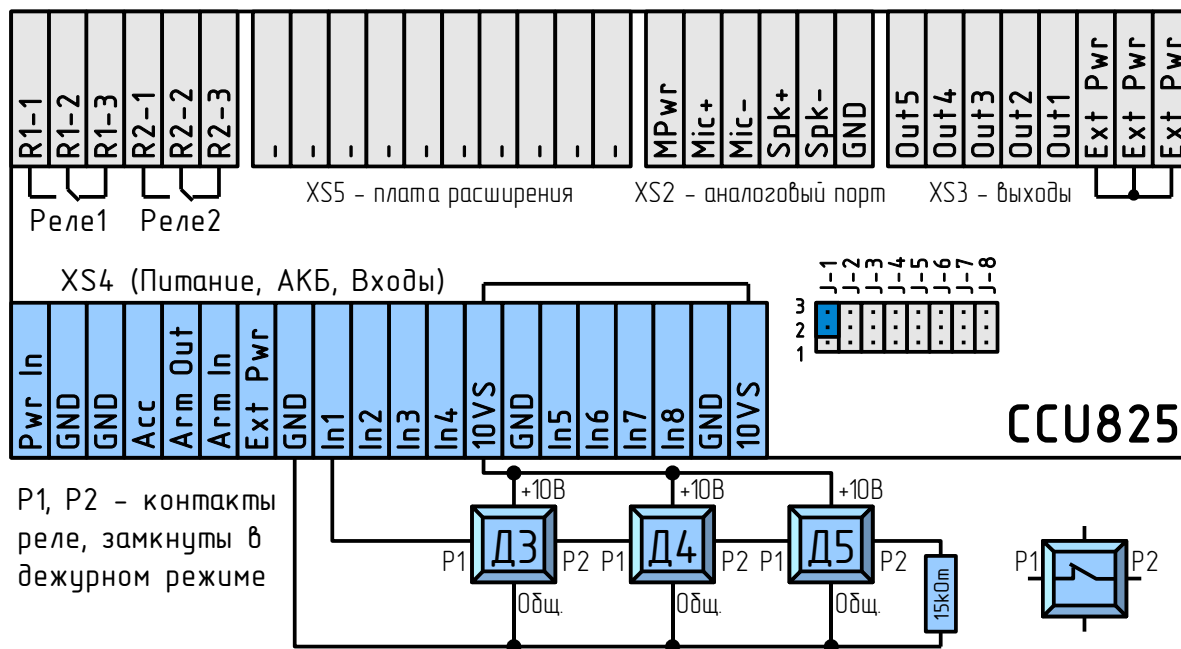 R1-1
R1-2
R1-3
R2-1
R2-2
R2-3
-
-
-
-
-
-
-
-
-
-
MPwr
Mic+
Mic-
Spk+
Spk-
GND
Out5
Out4
Out3
Out2
Out1
Ext Pwr
Ext Pwr
Ext Pwr
Реле1
Реле2
XS5 - плата расширения
XS2 - аналоговый порт
XS3 - выходы
XS4 (Питание, АКБ, Входы)
J-1
J-2
J-3
J-4
J-5
J-6
J-7
J-8
3
2
1
Pwr In
GND
GND
Acc
Arm Out
Arm In
Ext Pwr
GND
In1
In2
In3
In4
10VS
GND
In5
In6
In7
In8
GND
10VS
CCU825
P1, P2 - контакты
реле, замкнуты в
дежурном режиме
+10В
+10В
+10В
P1
Д3
P2
P1
Д4
P2
P1
Д5
P2
Общ.
Общ.
Общ.
15kOm
P1
P2